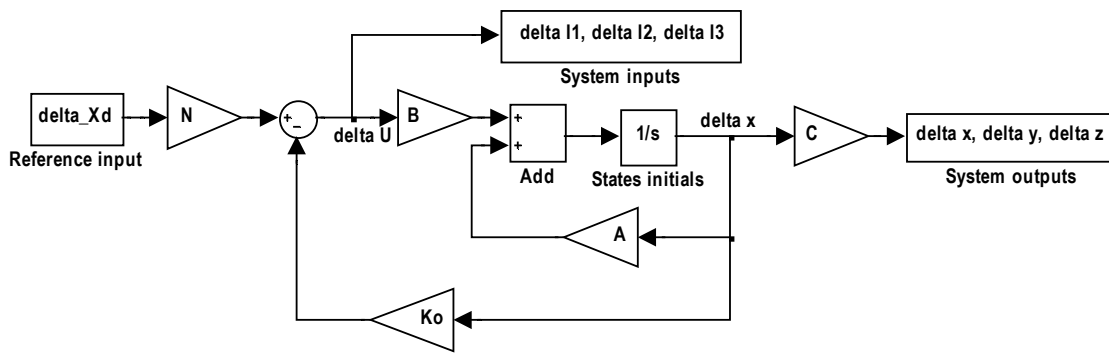 delta I1, delta I2, delta I3
System inputs
delta_Xd
Reference input
N
+
−
delta U
B
+
+
Add
1/s
States initials
delta x
C
delta x, delta y, delta z
System outputs
A
Ko